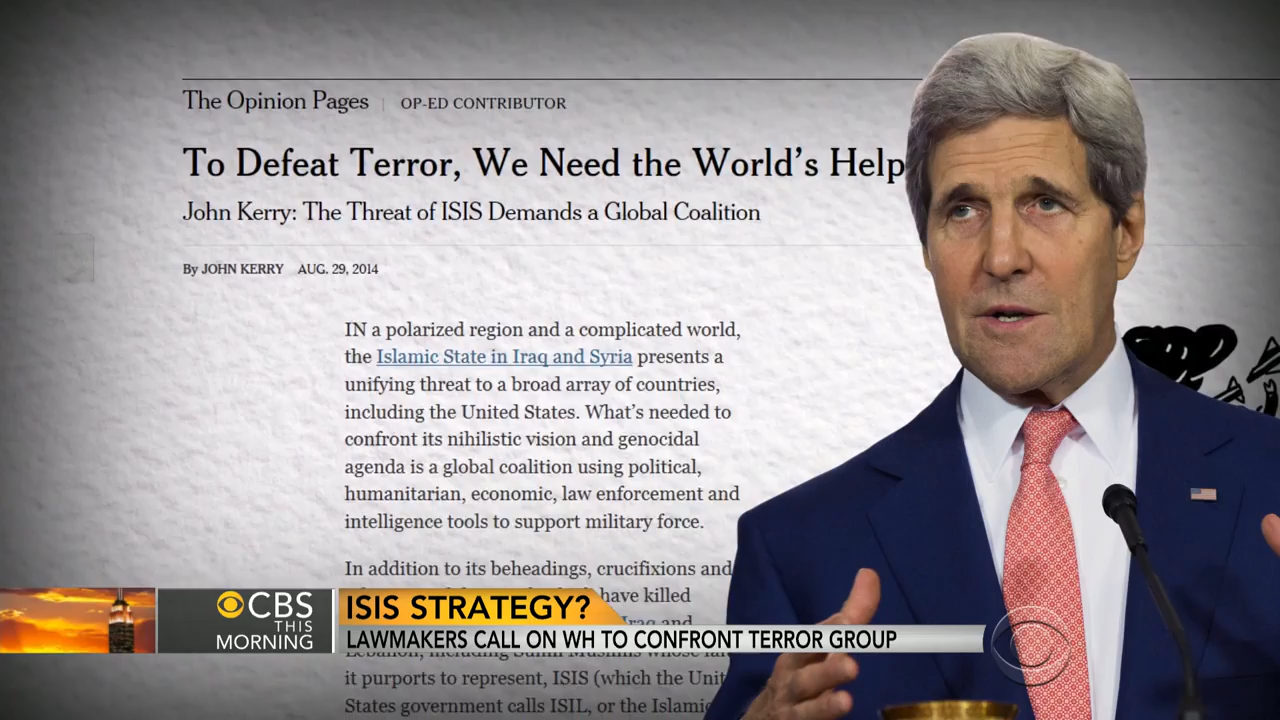 The Opinion Pages | OP-ED CONTRIBUTOR
To Defeat Terror, We Need the World's Help
John Kerry: The Threat of ISIS Demands a Global Coalition
By JOHN KERRY AUG. 29, 2014
IN a polarized region and a complicated world,
the Islamic State in Iraq and Syria presents a
unifying threat to a broad array of countries,
including the United States. What's needed to
confront its nihilistic vision and genocidal
agenda is a global coalition using political,
humanitarian, economic, law enforcement and
intelligence tools to support military force.
In addition to its beheadings, crucifixions and
have killed
Iraq and
it purports to represent, ISIS (which the Unit
States government calls ISIL, or the Islamic
CBS
THIS
MORNING
ISIS STRATEGY?
LAWMAKERS CALL ON WH TO CONFRONT TERROR GROUP